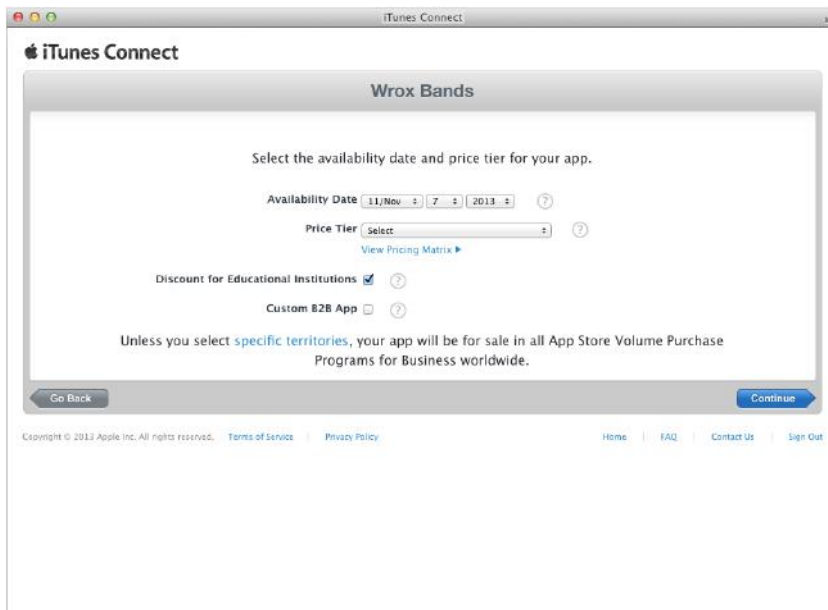 iTunes Connect
iTunes Connect
Wrox Bands
Select the availability date and price tier for your app.
Availability Date 11/Nov 7 2013 ?
Price Tier Select ?
View Pricing Matrix
Discount for Educational Institutions ?
Custom B2B App ?
Unless you select specific territories, your app will be for sale in all App Store Volume Purchase
Programs for Business worldwide.
Go Back Continue
Copyright © 2013 Apple Inc. All rights reserved. Terms of Service | Privacy Policy Home | FAQ | Contact Us | Sign Out